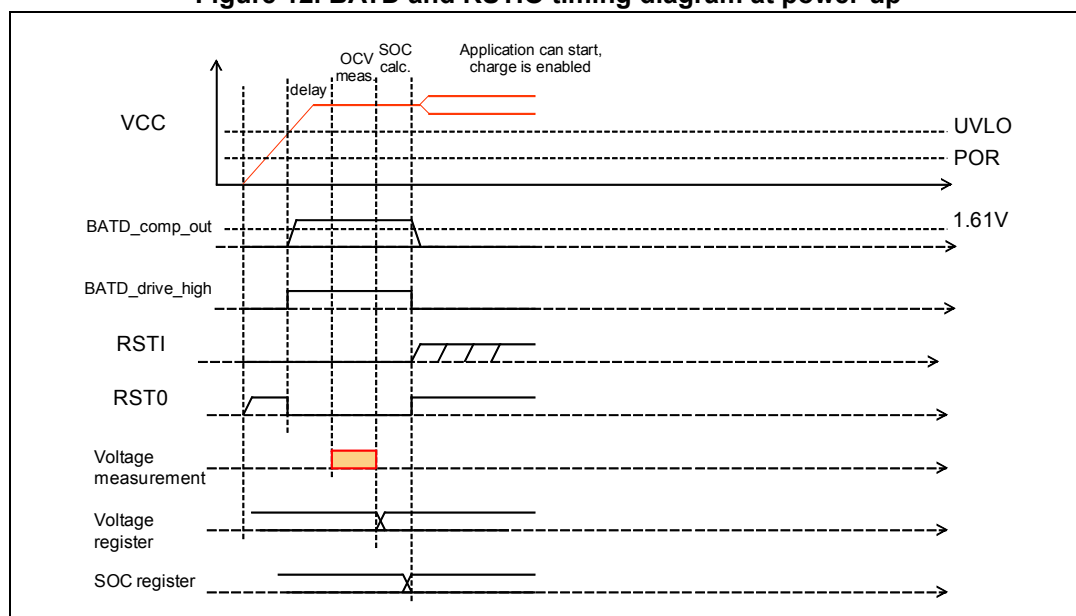 Figure 12. BATD and RSTIO timing diagram at power-up
OCV meas.
SOC calc.
Application can start,
charge is enabled
delay
VCC
UVLO
POR
BATD_comp_out
1.61V
BATD_drive_high
RSTI
RST0
Voltage
measurement
Voltage
register
SOC register